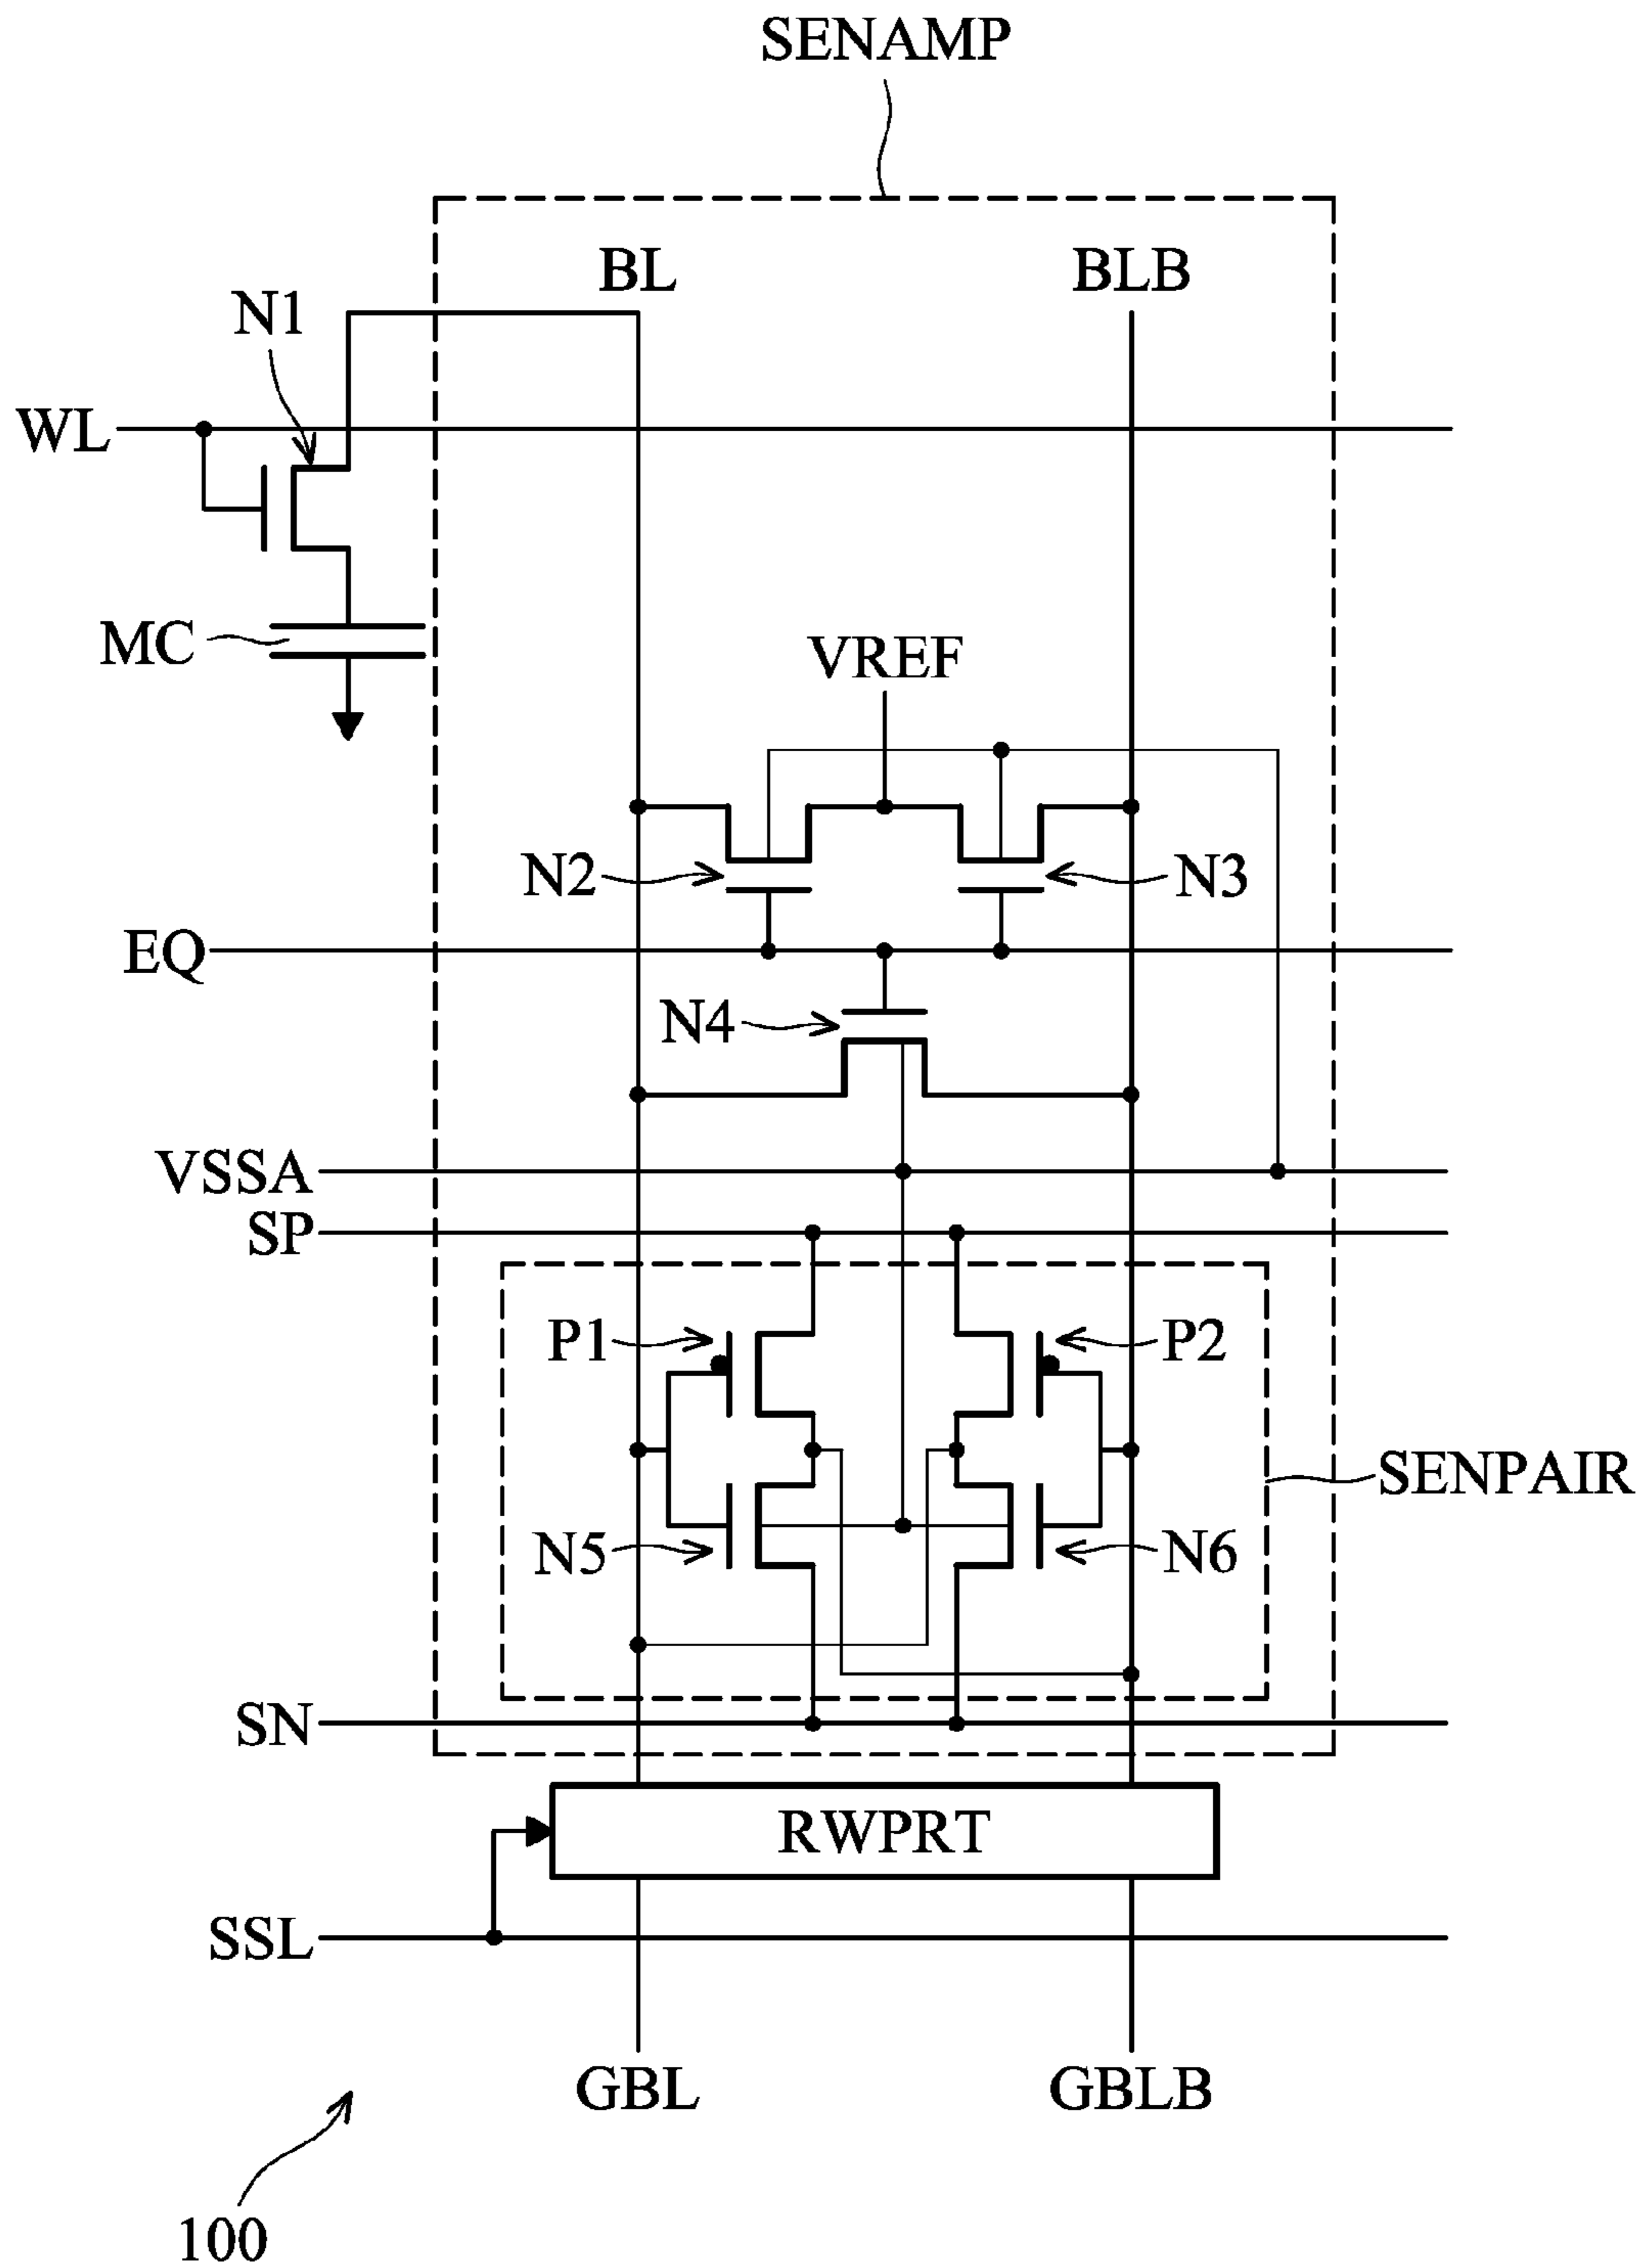 SENAMP
BL
BLB
N1
WL
MC
VREF
N2
N3
EQ
N4
VSSA
SP
P1
P2
SENPAIR
N5
N6
SN
RWPRT
SSL
GBL
GBLB
100